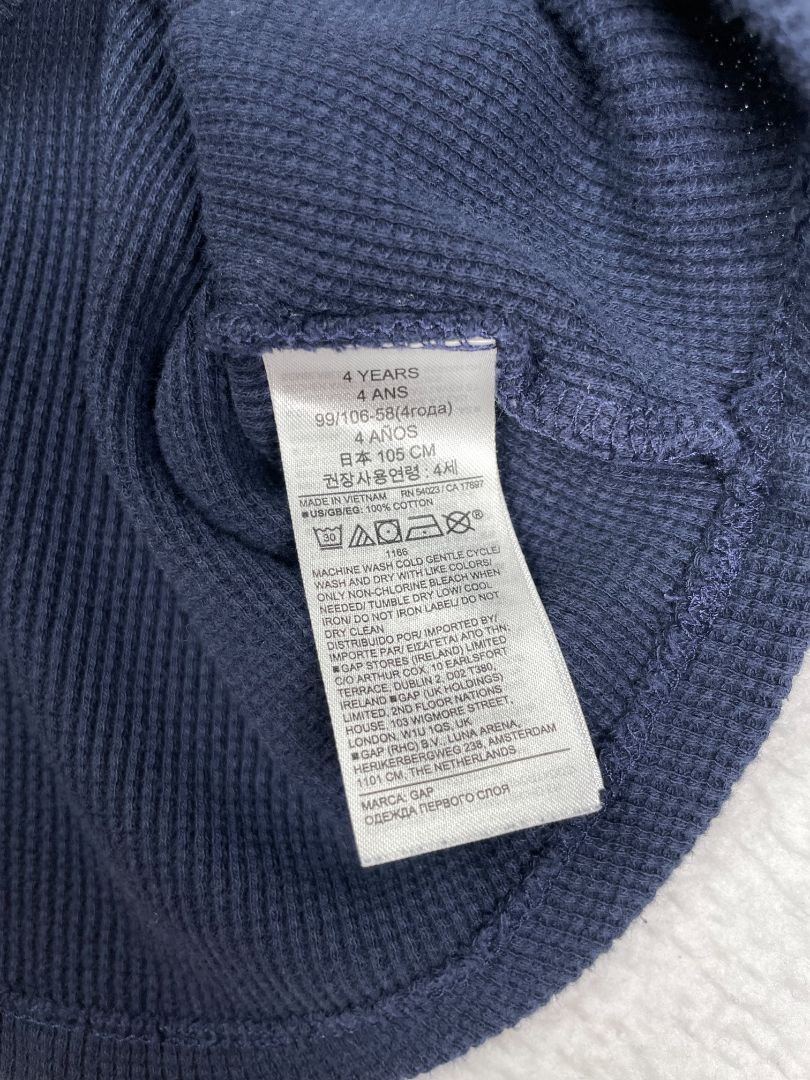 4 YEARS
4 ANS
99/106-58(4года)
4 AÑOS
日本 105 CM
권장사용연령 : 4세
MADE IN VIETNAM RN 54023 / CA 17897
■US/GB/EG: 100% COTTON
30 ®
1166
MACHINE WASH COLD GENTLE CYCLE/
WASH AND DRY WITH LIKE COLORS/
ONLY NON-CHLORINE BLEACH WHEN
NEEDED/ TUMBLE DRY LOW/ COOL
IRON/ DO NOT IRON LABEL/ DO NOT
DRY CLEAN
DISTRIBUIDO POR/ IMPORTED BY/
IMPORTE PAR/ ΕΙΣΑΓΕΤΑΙ ΑΠΟ ΤΗΝ:
■GAP STORES (IRELAND) LIMITED
C/O ARTHUR COX, 10 EARLSFORT
TERRACE, DUBLIN 2, D02 T380,
IRELAND ■GAP (UK HOLDINGS)
LIMITED, 2ND FLOOR NATIONS
HOUSE, 103 WIGMORE STREET,
LONDON, W1U 1QS, UK
■GAP (RHC) B.V., LUNA ARENA,
HERIKERBERGWEG 238, AMSTERDAM
1101 CM, THE NETHERLANDS
MARCA: GAP
ОДЕЖДА ПЕРВОГО СЛОЯ